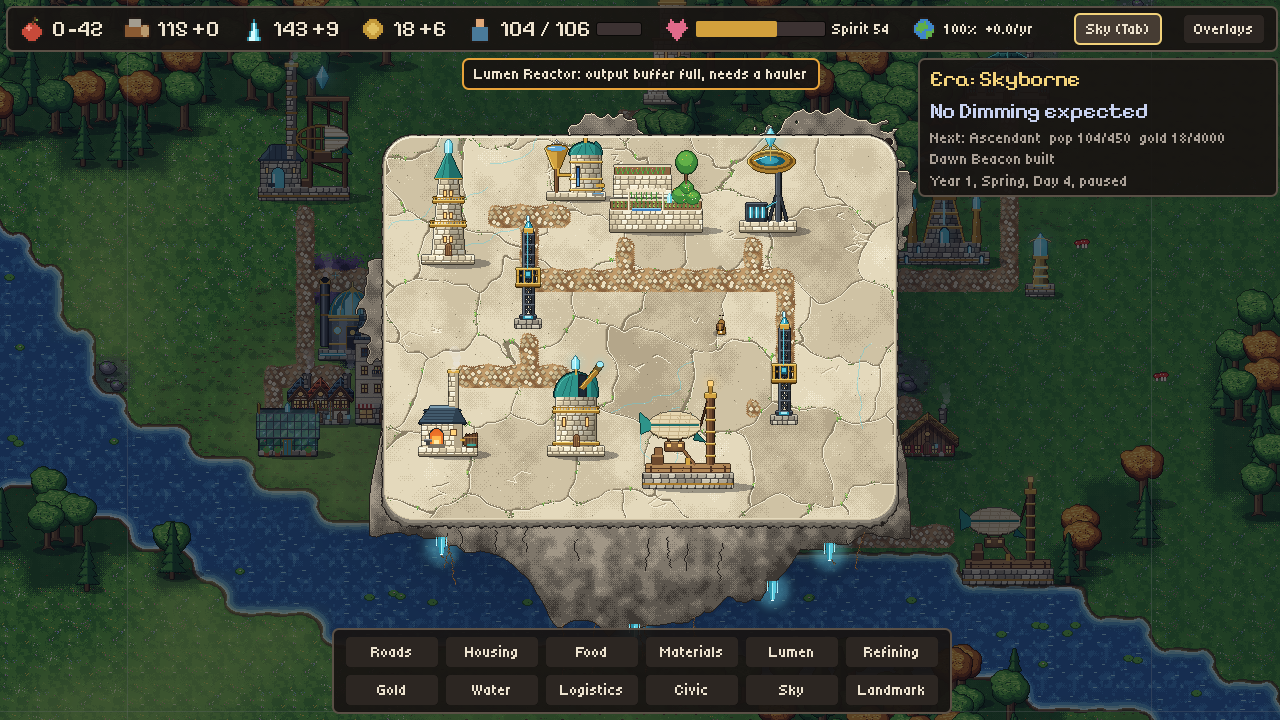 0-42
118+0
143+9
18+6
104 / 106
Spirit 54
100% +0.0/yr
Sky (Tab)
Overlays
Lumen Reactor: output buffer full, needs a hauler
Era: Skyborne
No Dimming expected
Next: Ascendant pop 104/450 gold 18/4000
Dawn Beacon built
Year 1, Spring, Day 4, paused
Roads
Housing
Food
Materials
Lumen
Refining
Gold
Water
Logistics
Civic
Sky
Landmark